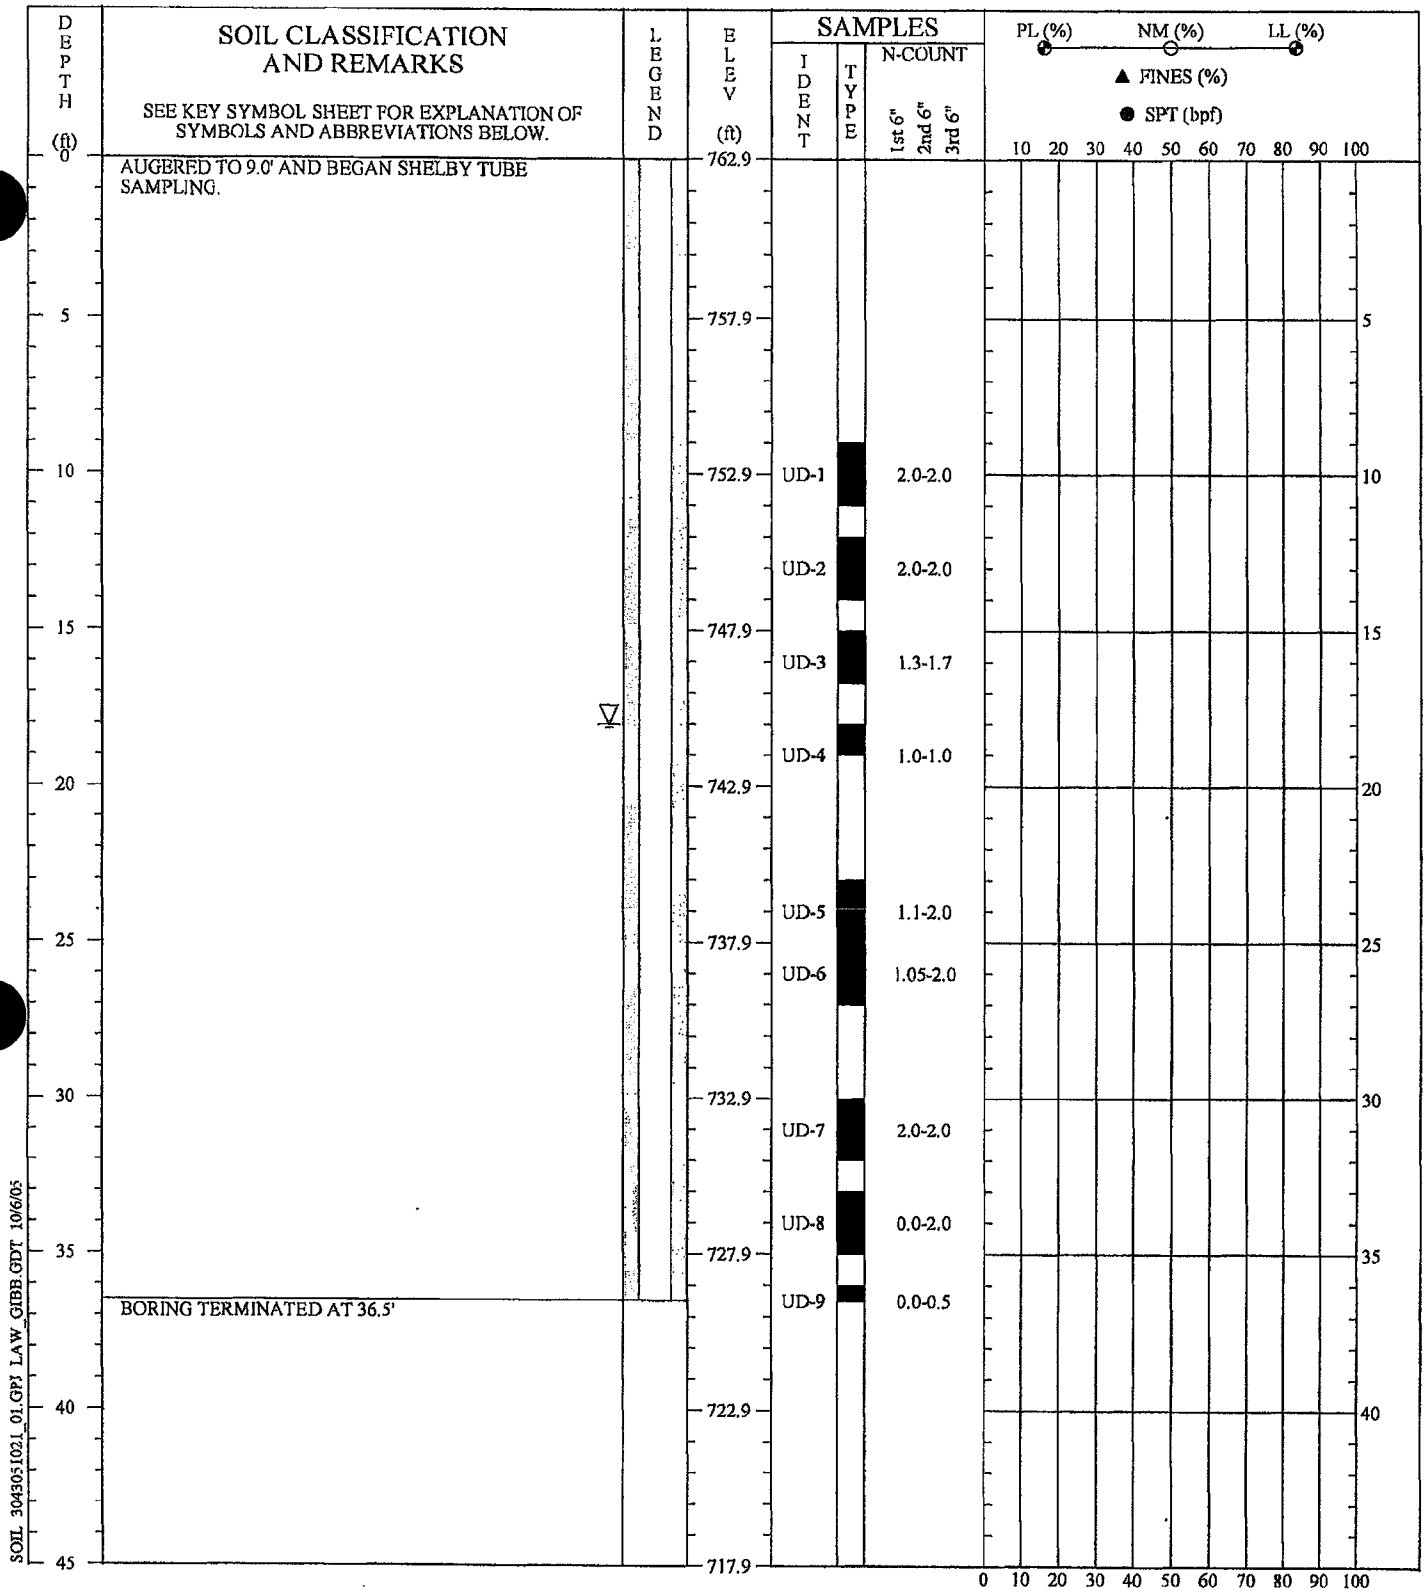 DEPTH
(ft)
SOIL CLASSIFICATION
AND REMARKS
SEE KEY SYMBOL SHEET FOR EXPLANATION OF
SYMBOLS AND ABBREVIATIONS BELOW.
LEGEND
ELEV
(ft)
SAMPLES
IDENT
TYPE
N-COUNT
1st 6"
2nd 6"
3rd 6"
PL (%) NM (%) LL (%)
▲ FINES (%)
● SPT (bpf)
10 20 30 40 50 60 70 80 90 100
0
AUGERED TO 9.0' AND BEGAN SHELBY TUBE
SAMPLING.
762.9
5 757.9 5
10 752.9 UD-1 2.0-2.0 10
UD-2 2.0-2.0
15 747.9 15
UD-3 1.3-1.7
UD-4 1.0-1.0
20 742.9 20
UD-5 1.1-2.0
25 737.9 25
UD-6 1.05-2.0
30 732.9 30
UD-7 2.0-2.0
UD-8 0.0-2.0
35 727.9 35
UD-9 0.0-0.5
BORING TERMINATED AT 36.5'
40 722.9 40
45 717.9
0 10 20 30 40 50 60 70 80 90 100
SOIL 3043051021_01.GPJ LAW_GIBB.GDT 10/6/05